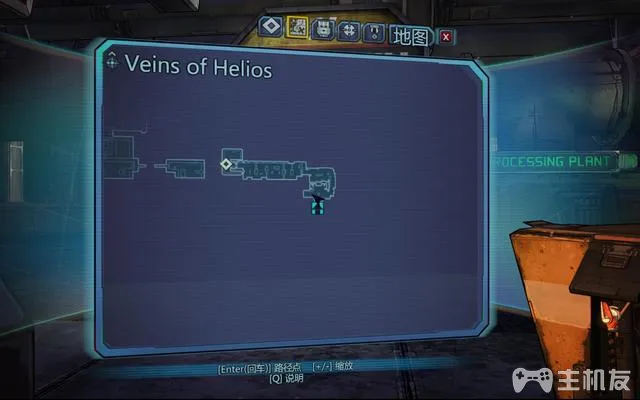 地图
X
Veins of Helios
ROCESSING PLANT
[Enter(回车)] 路径点 [+/-] 缩放
[Q] 说明
主机友